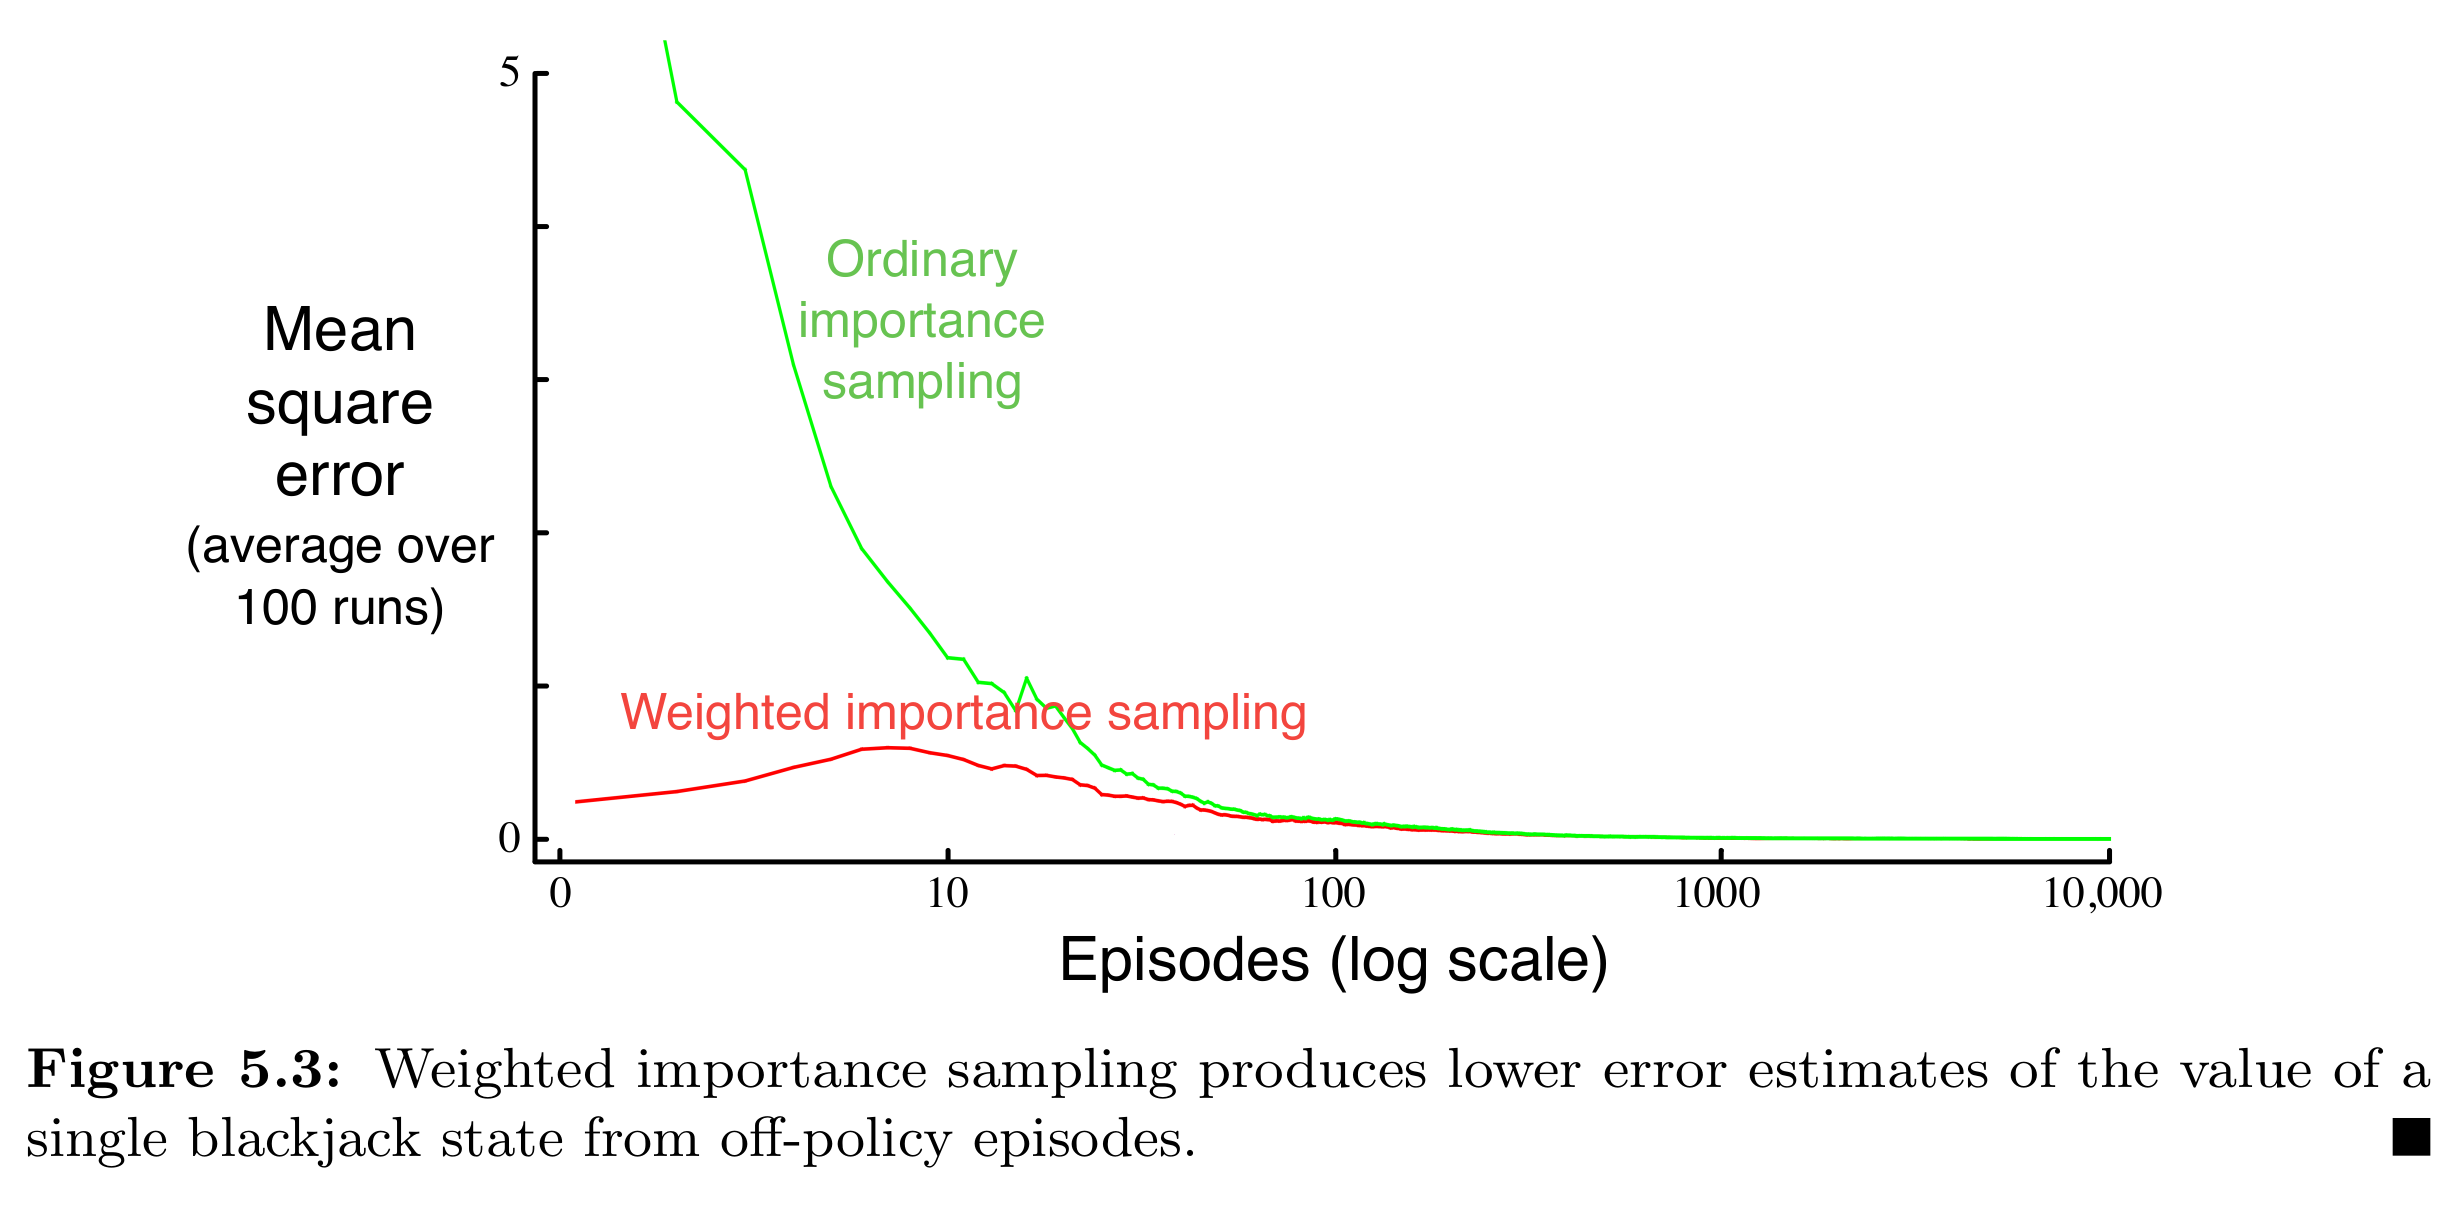 5
Ordinary
importance
sampling
Mean
square
error
(average over
100 runs)
Weighted importance sampling
0
0 10 100 1000 10,000
Episodes (log scale)
Figure 5.3: Weighted importance sampling produces lower error estimates of the value of a
single blackjack state from off-policy episodes.